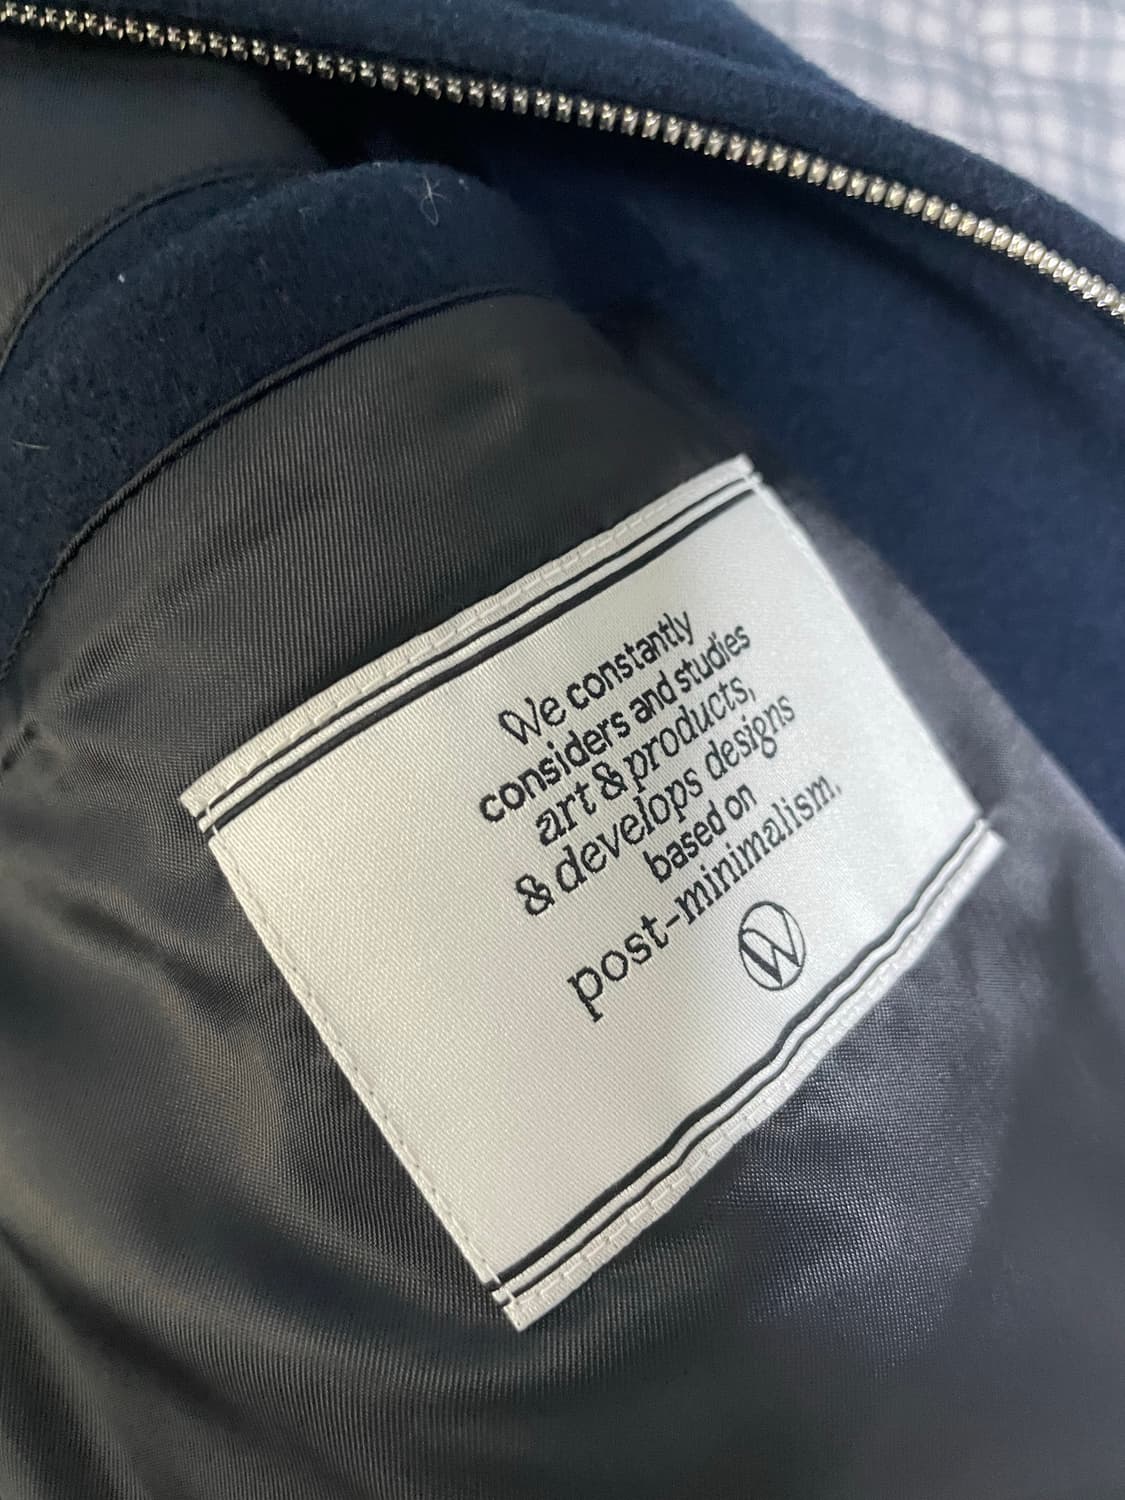 We constantly
considers and studies
art & products,
& develops designs
based on
post-minimalism.
W